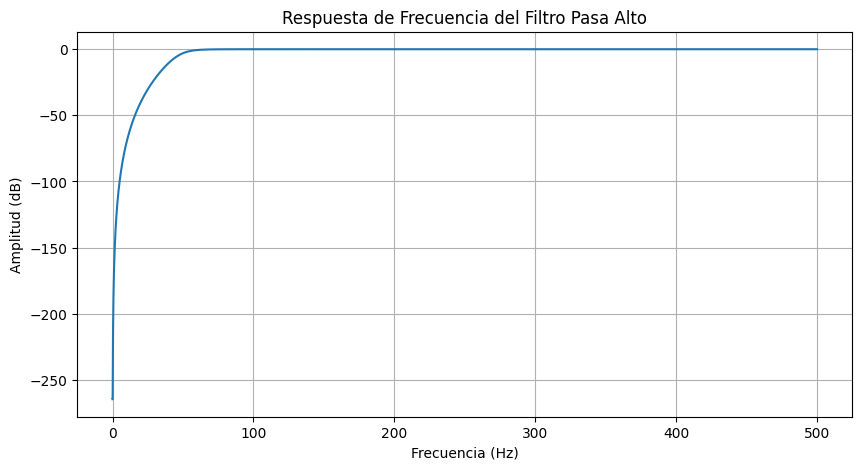 Respuesta de Frecuencia del Filtro Pasa Alto
0
−50
−100
−150
−200
−250
Amplitud (dB)
0 100 200 300 400 500
Frecuencia (Hz)